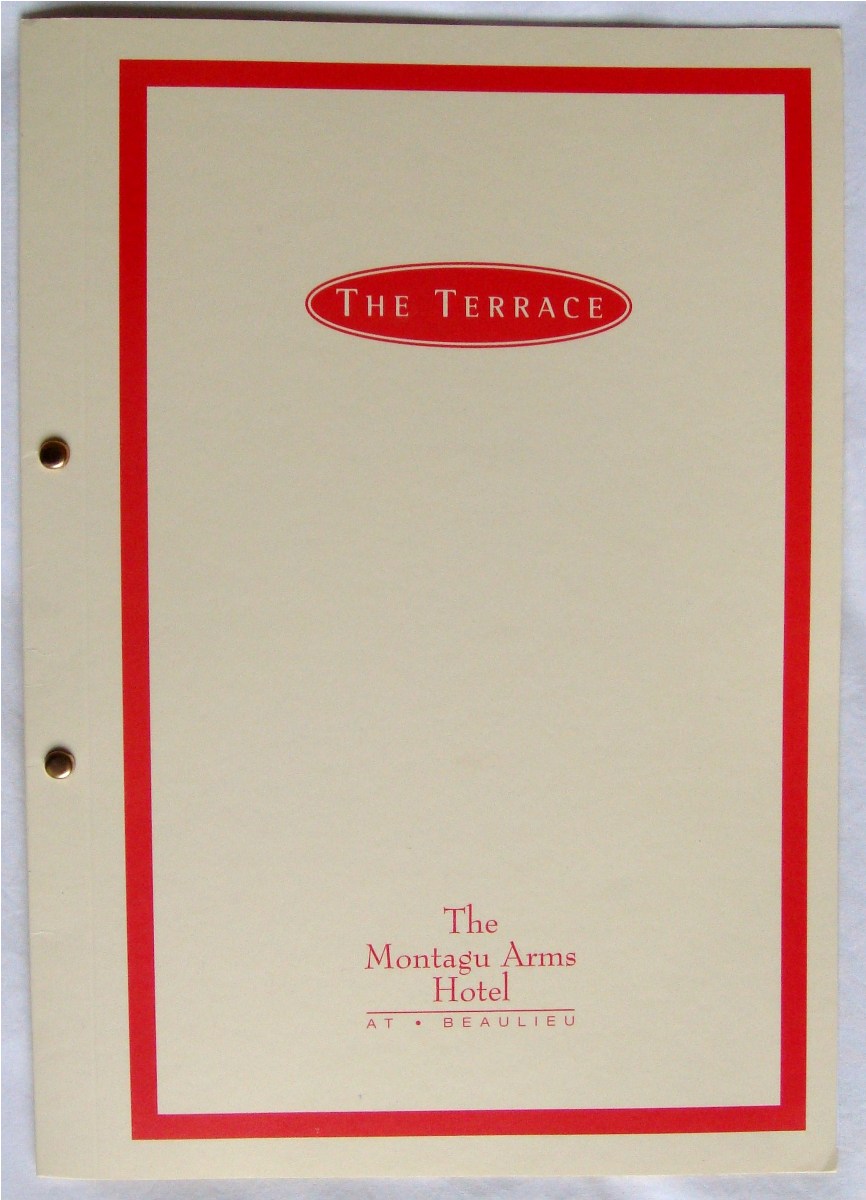 THE TERRACE
The
Montagu Arms
Hotel
AT • BEAULIEU